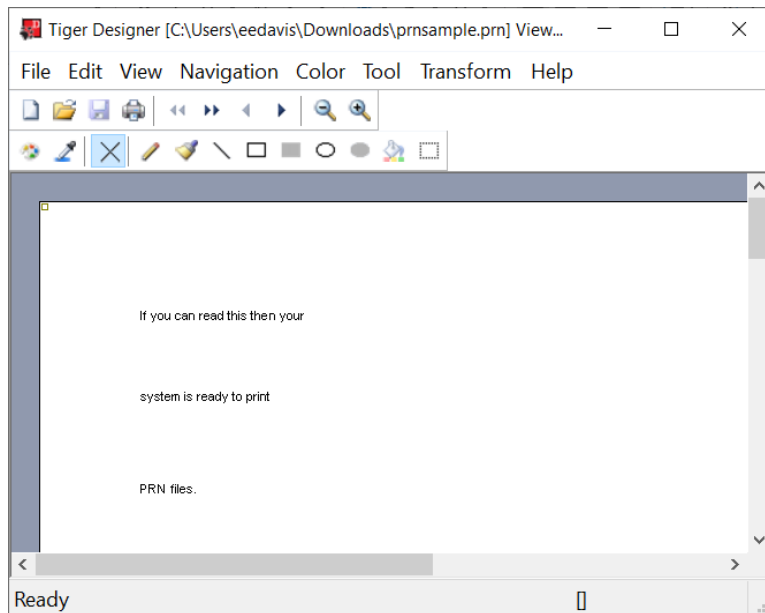 Tiger Designer [C:\Users\eedavis\Downloads\prnsample.prn] View...
File Edit View Navigation Color Tool Transform Help
If you can read this then your
system is ready to print
PRN files.
Ready []